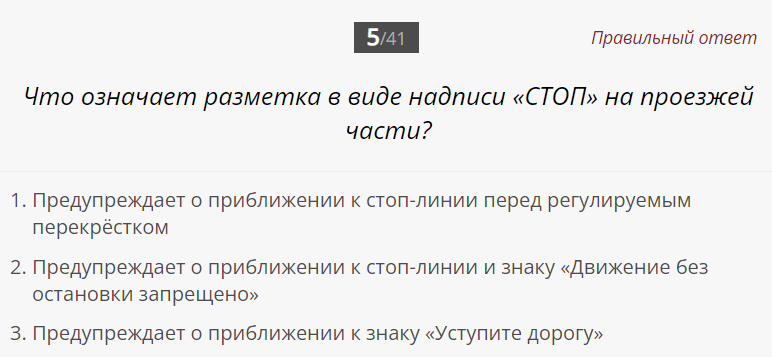 5/41
Правильный ответ
Что означает разметка в виде надписи «СТОП» на проезжей
части?
1. Предупреждает о приближении к стоп-линии перед регулируемым
перекрёстком
2. Предупреждает о приближении к стоп-линии и знаку «Движение без
остановки запрещено»
3. Предупреждает о приближении к знаку «Уступите дорогу»